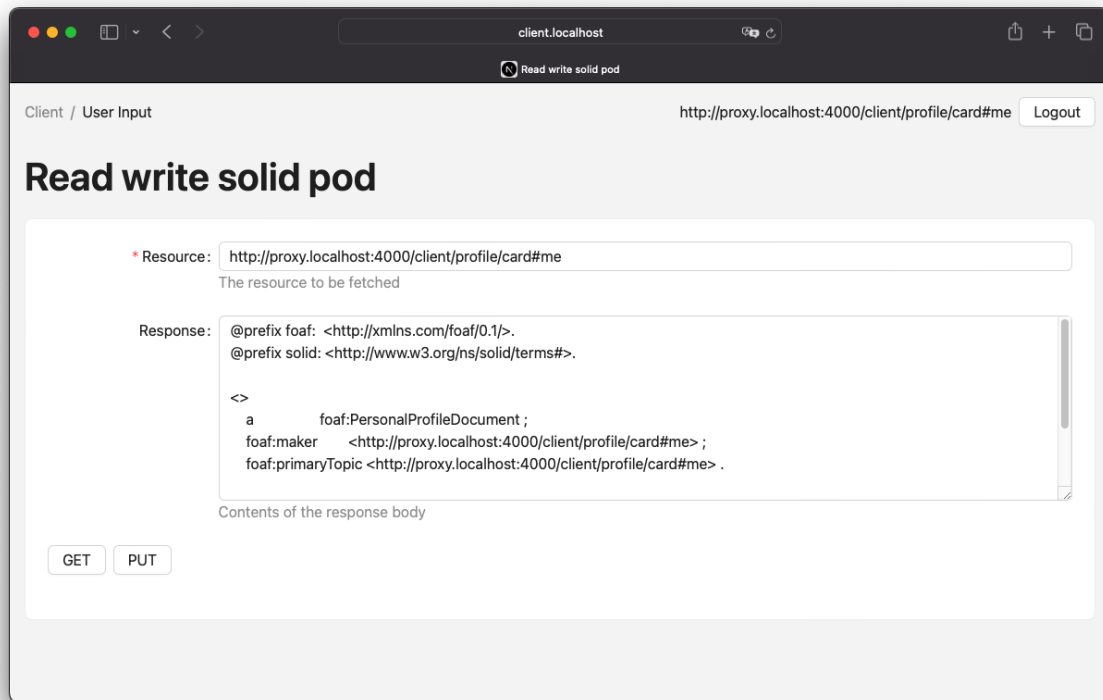 client.localhost
Read write solid pod
Client / User Input
http://proxy.localhost:4000/client/profile/card#me
Logout
Read write solid pod
* Resource:
http://proxy.localhost:4000/client/profile/card#me
The resource to be fetched
Response:
@prefix foaf:  <http://xmlns.com/foaf/0.1/>.
@prefix solid: <http://www.w3.org/ns/solid/terms#>.
<>
a foaf:PersonalProfileDocument ;
foaf:maker <http://proxy.localhost:4000/client/profile/card#me> ;
foaf:primaryTopic <http://proxy.localhost:4000/client/profile/card#me> .
Contents of the response body
GET
PUT